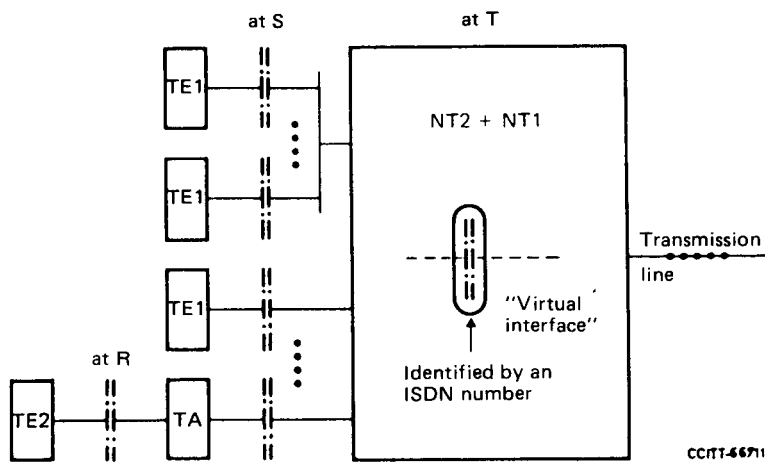 at S
at T
TE1
NT2 + NT1
TE1
Transmission
line
TE1
"Virtual
interface"
at R
Identified by an
ISDN number
TE2
TA